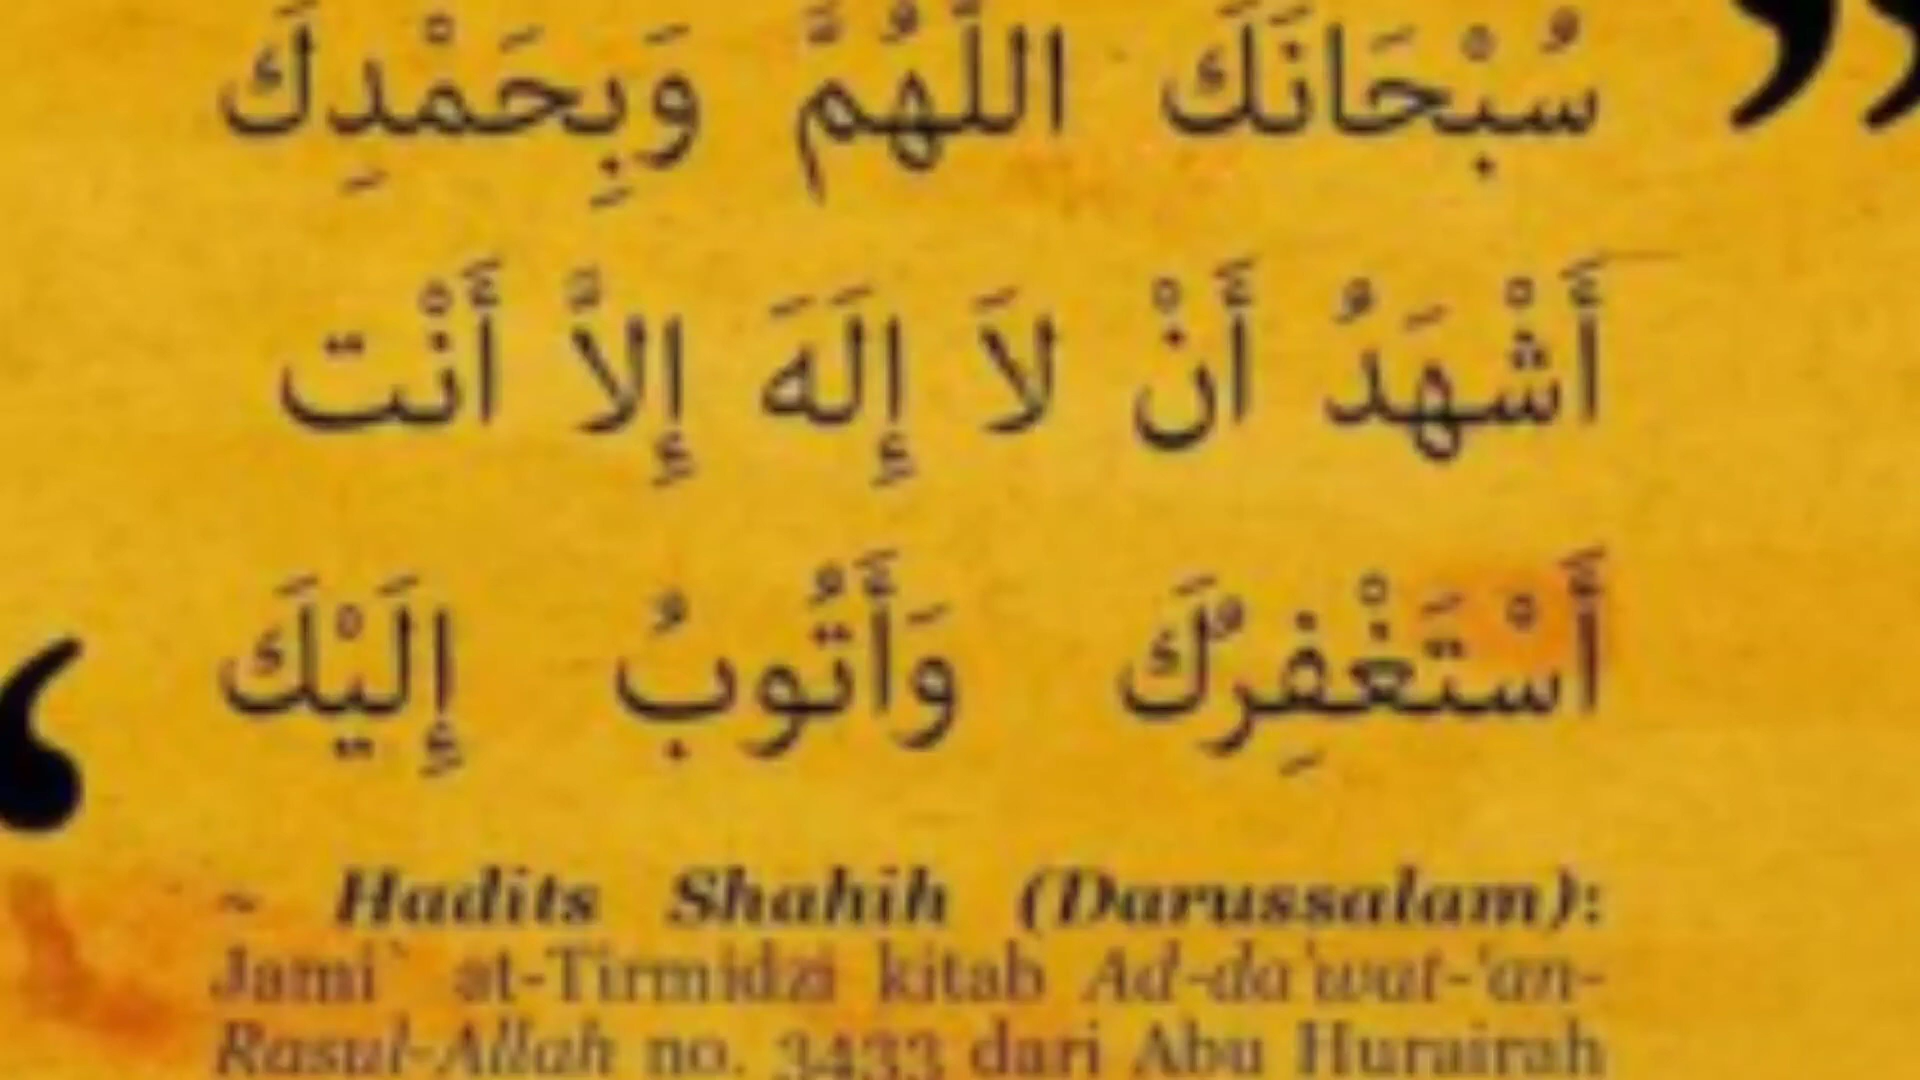 سُبْحَانَكَ اللَّهُمَّ وَبِحَمْدِكَ
أَشْهَدُ أَنْ لاَ إِلَهَ إِلاَّ أَنْت
أَسْتَغْفِرُكَ وَأَتُوبُ إِلَيْكَ
~ Hadits Shahih (Darussalam):
Jami` at-Tirmidzi kitab Ad-da'wat-'an-
Rasul-Allah no. 3433 dari Abu Hurairah